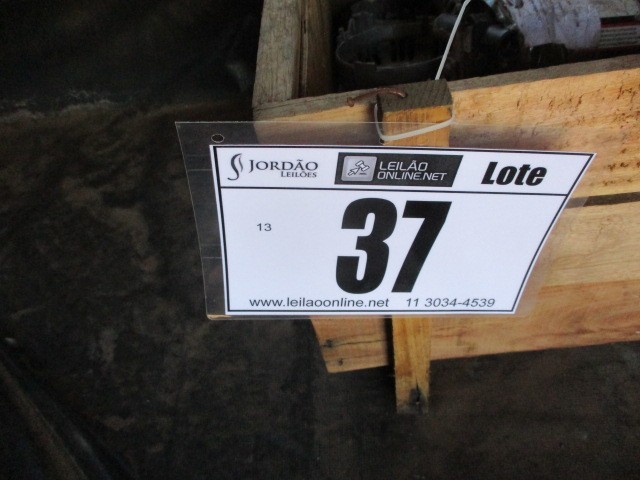 JORDÃO LEILÕES LEILÃO ONLINE.NET Lote
13
37
www.leilaoonline.net 11 3034-4539